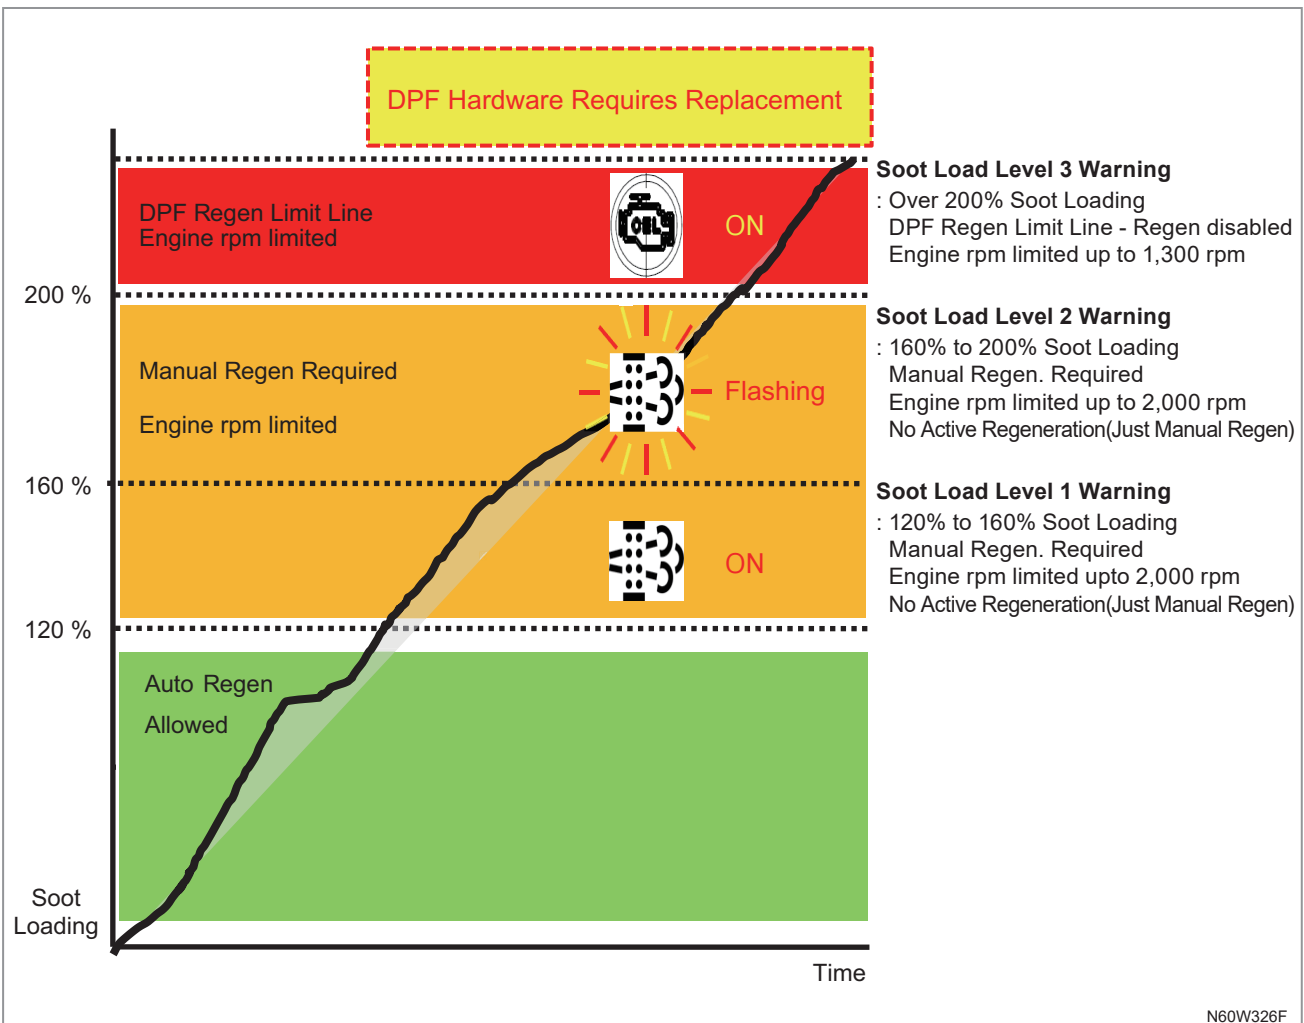 DPF Hardware Requires Replacement
DPF Regen Limit Line
Engine rpm limited
ON
200 %
Manual Regen Required
Engine rpm limited
Flashing
160 %
ON
120 %
Auto Regen
Allowed
Soot
Loading
Time
Soot Load Level 3 Warning
: Over 200% Soot Loading
DPF Regen Limit Line - Regen disabled
Engine rpm limited up to 1,300 rpm
Soot Load Level 2 Warning
: 160% to 200% Soot Loading
Manual Regen. Required
Engine rpm limited up to 2,000 rpm
No Active Regeneration(Just Manual Regen)
Soot Load Level 1 Warning
: 120% to 160% Soot Loading
Manual Regen. Required
Engine rpm limited upto 2,000 rpm
No Active Regeneration(Just Manual Regen)
N60W326F